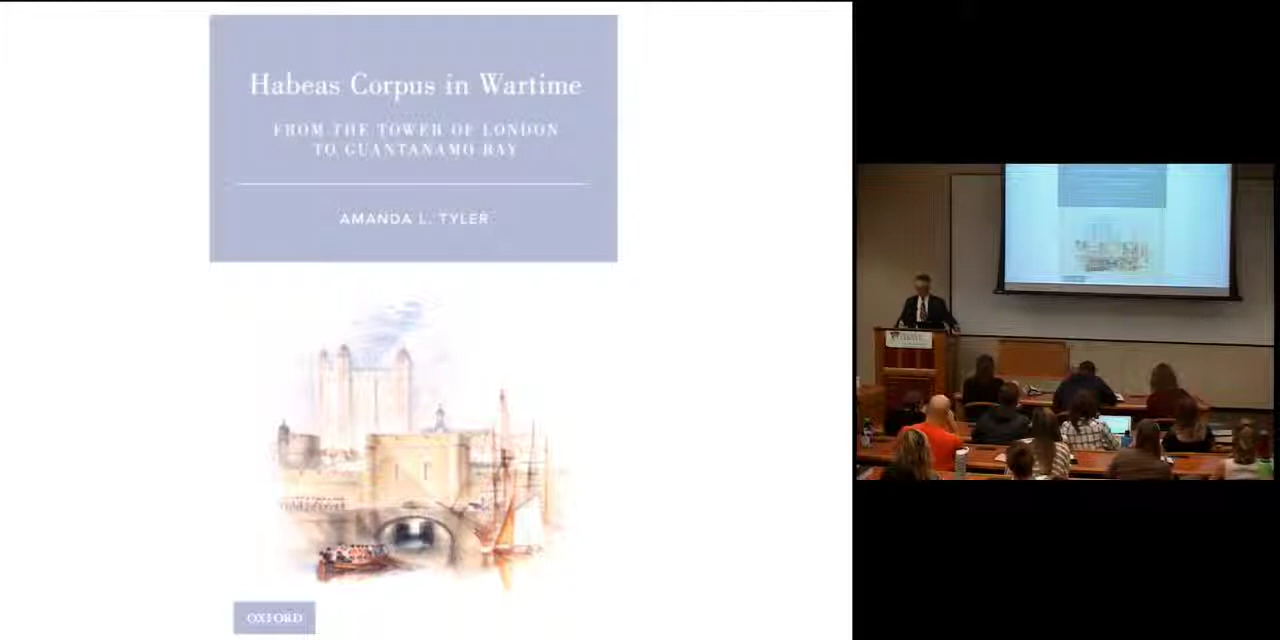 Habeas Corpus in Wartime
FROM THE TOWER OF LONDON
TO GUANTANAMO BAY
AMANDA L. TYLER
OXFORD